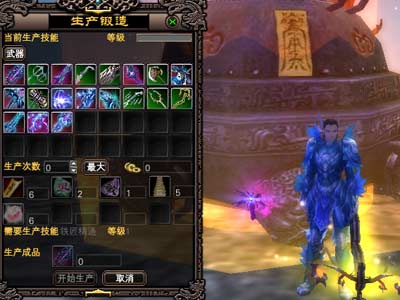 生产锻造
当前生产技能 等级
武器
生产次数 0 最大
6 2 1 5
6
需要生产技能 铁匠精通 等级1
生产成品 0
开始生产 取消